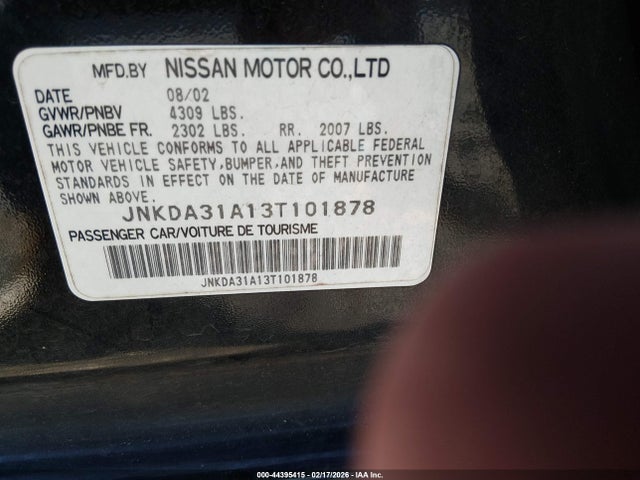 MFD.BY NISSAN MOTOR CO.,LTD
DATE 08/02
GVWR/PNBV 4309 LBS.
GAWR/PNBE FR. 2302 LBS. RR. 2007 LBS.
THIS VEHICLE CONFORMS TO ALL APPLICABLE FEDERAL
MOTOR VEHICLE SAFETY,BUMPER,AND THEFT PREVENTION
STANDARDS IN EFFECT ON THE DATE OF MANUFACTURE
SHOWN ABOVE.
JNKDA31A13T101878
PASSENGER CAR/VOITURE DE TOURISME
JNKDA31A13T101878
000-44395415 - 02/17/2026 - IAA Inc.